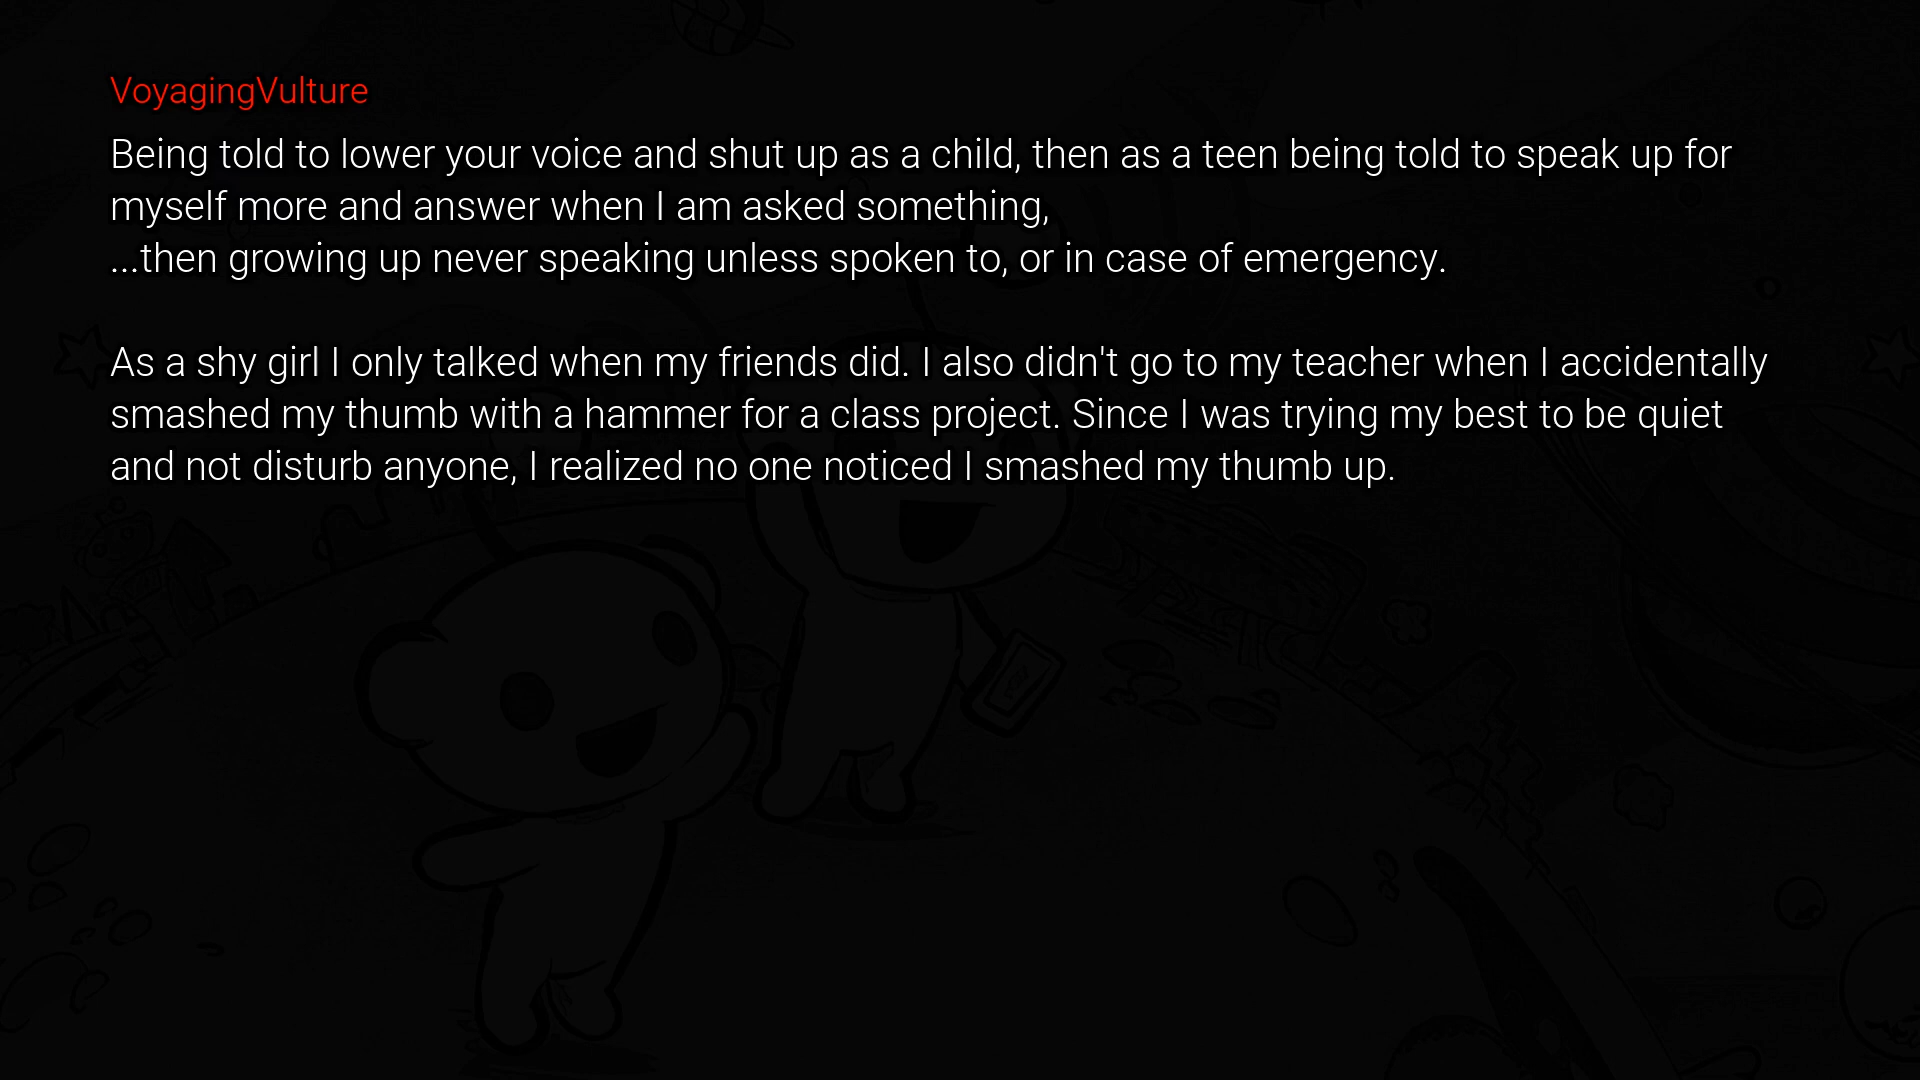 VoyagingVulture
Being told to lower your voice and shut up as a child, then as a teen being told to speak up for
myself more and answer when I am asked something,
...then growing up never speaking unless spoken to, or in case of emergency.
As a shy girl I only talked when my friends did. I also didn't go to my teacher when I accidentally
smashed my thumb with a hammer for a class project. Since I was trying my best to be quiet
and not disturb anyone, I realized no one noticed I smashed my thumb up.